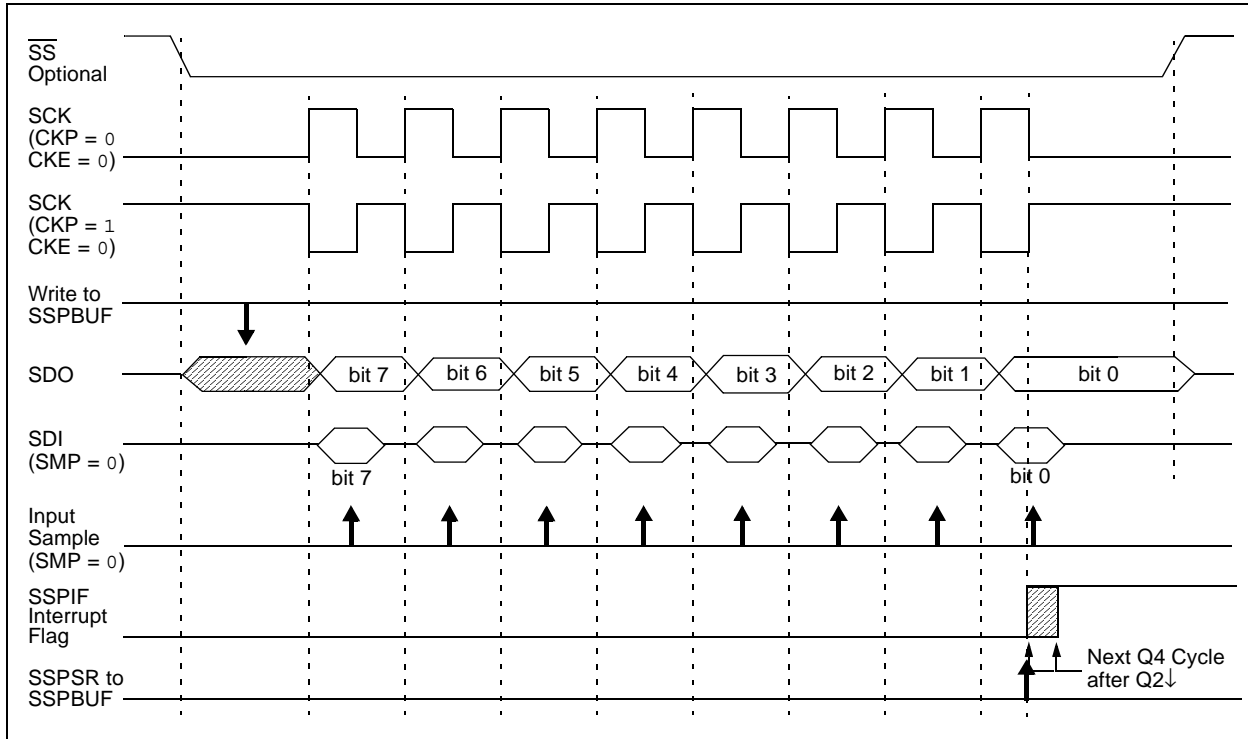 SS
Optional
SCK
(CKP = 0
CKE = 0)
SCK
(CKP = 1
CKE = 0)
Write to
SSPBUF
SDO
bit 7 bit 6 bit 5 bit 4 bit 3 bit 2 bit 1 bit 0
SDI
(SMP = 0)
bit 7 bit 0
Input
Sample
(SMP = 0)
SSPIF
Interrupt
Flag
SSPSR to
SSPBUF
Next Q4 Cycle
after Q2↓